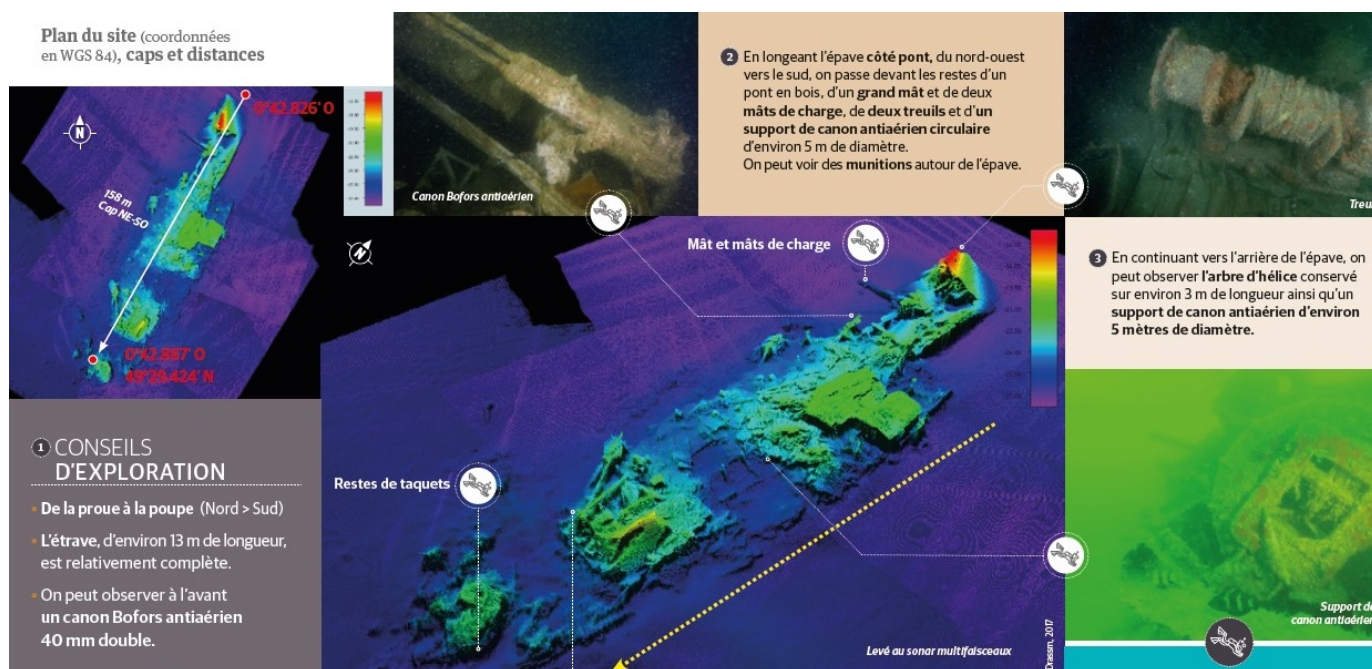 Plan du site (coordonnées
en WGS 84), caps et distances
0°42.826' O
N
158 m
Cap NE-SO
0°42.887' O
49°29.424' N
Canon Bofors antiaérien
2 En longeant l'épave côté pont, du nord-ouest
vers le sud, on passe devant les restes d'un
pont en bois, d'un grand mât et de deux
mâts de charge, de deux treuils et d'un
support de canon antiaérien circulaire
d'environ 5 m de diamètre.
On peut voir des munitions autour de l'épave.
Treui
N
Mât et mâts de charge
3 En continuant vers l'arrière de l'épave, on
peut observer l'arbre d'hélice conservé
sur environ 3 m de longueur ainsi qu'un
support de canon antiaérien d'environ
5 mètres de diamètre.
1 CONSEILS
D'EXPLORATION
• De la proue à la poupe (Nord > Sud)
• L'étrave, d'environ 13 m de longueur,
est relativement complète.
• On peut observer à l'avant
un canon Bofors antiaérien
40 mm double.
Restes de taquets
Levé au sonar multifaisceaux
Drassm, 2017
Support de
canon antiaérien